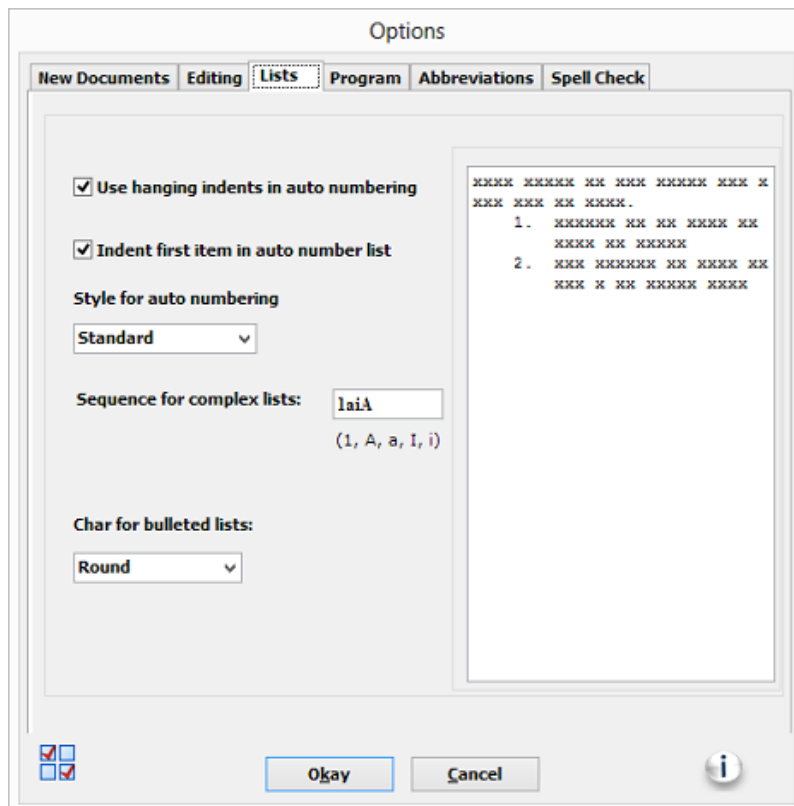 Options
New Documents Editing Lists Program Abbreviations Spell Check
Use hanging indents in auto numbering
Indent first item in auto number list
Style for auto numbering
Standard
Sequence for complex lists: 1aiA
(1, A, a, I, i)
Char for bulleted lists:
Round
xxxx xxxxx xx xxx xxxxx xxx x
xxx xxx xx xxxx.
1. xxxxxx xx xx xxxx xx
xxxx xx xxxxx
2. xxx xxxxxx xx xxxx xx
xxx x xx xxxxx xxxx
Okay Cancel i